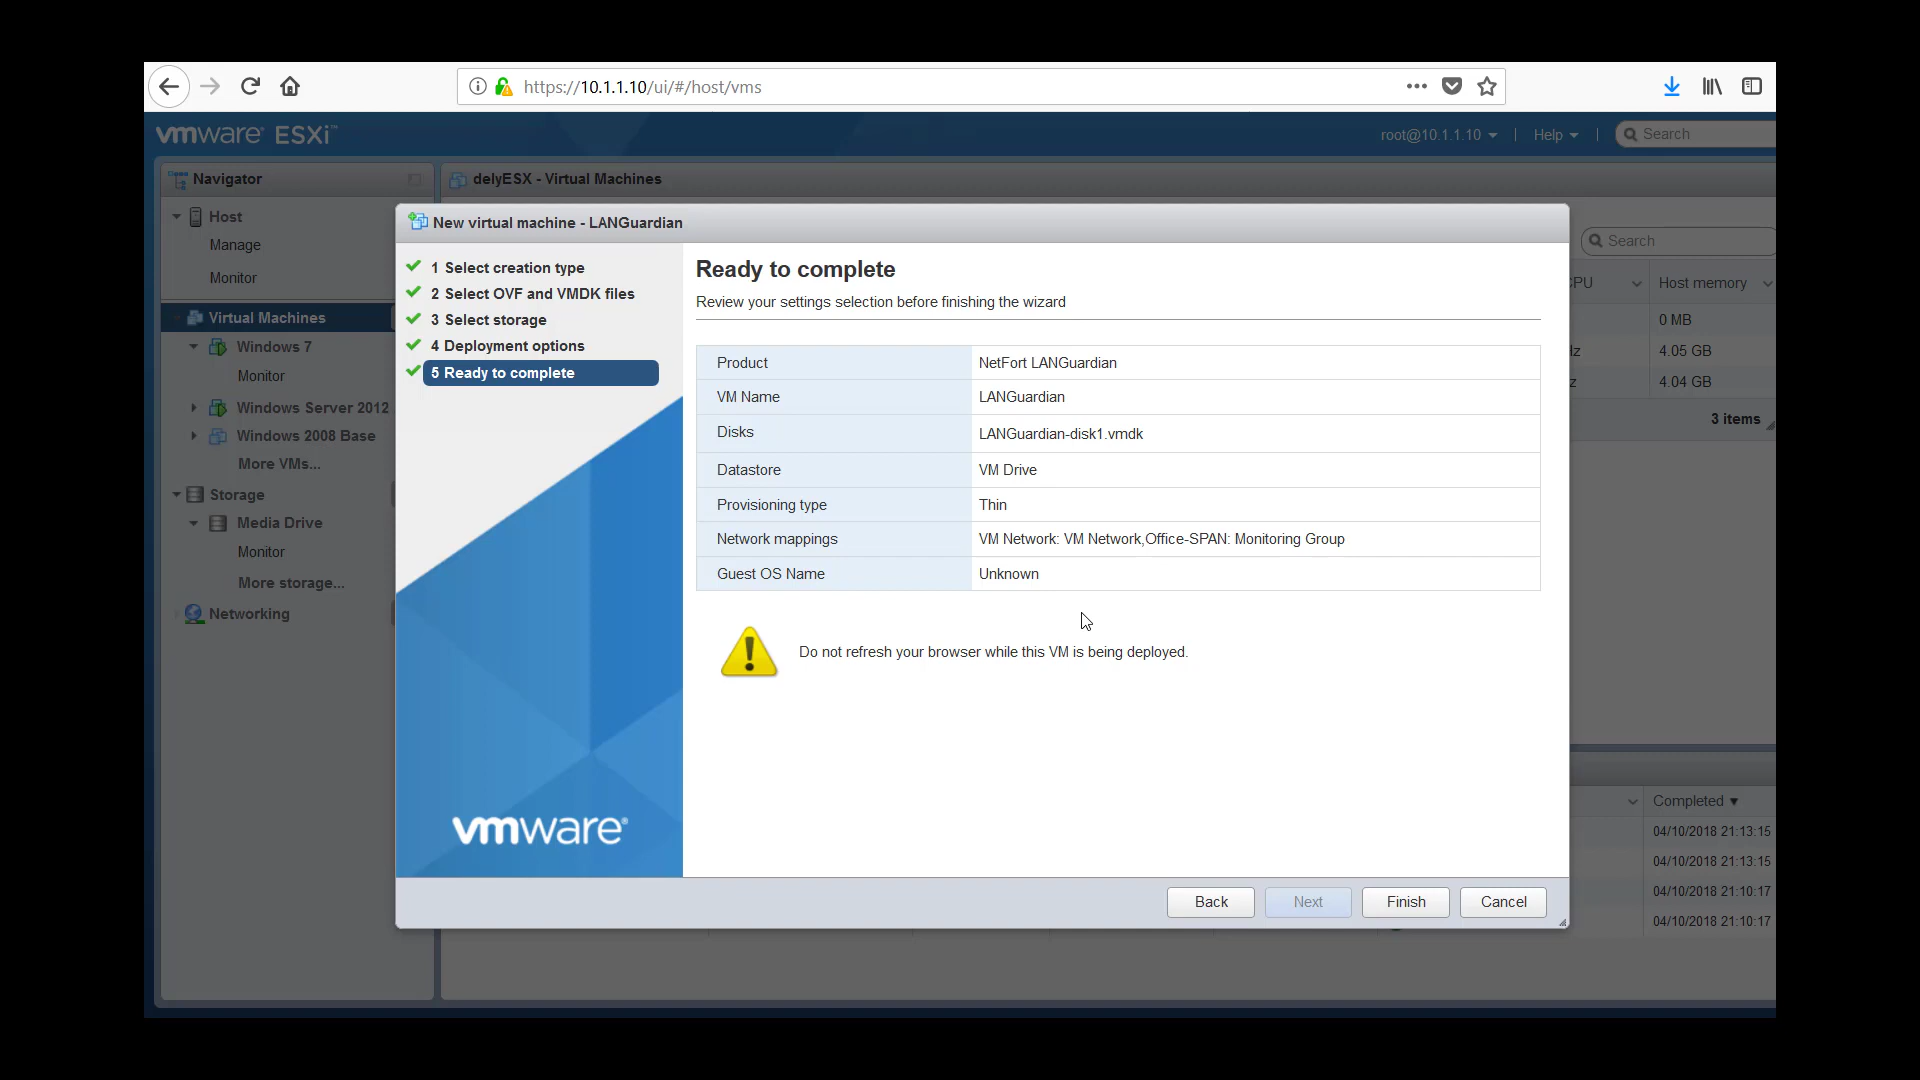 https://10.1.1.10/ui/#/host/vms
vmware® ESXi™
root@10.1.1.10
Help
Search
Navigator
delyESX - Virtual Machines
Host
Manage
Monitor
Virtual Machines
Windows 7
Monitor
Windows Server 2012
Windows 2008 Base
More VMs...
Storage
Media Drive
Monitor
More storage...
Networking
New virtual machine - LANGuardian
1 Select creation type
2 Select OVF and VMDK files
3 Select storage
4 Deployment options
5 Ready to complete
vmware®
Ready to complete
Review your settings selection before finishing the wizard
Product NetFort LANGuardian
VM Name LANGuardian
Disks LANGuardian-disk1.vmdk
Datastore VM Drive
Provisioning type Thin
Network mappings VM Network: VM Network,Office-SPAN: Monitoring Group
Guest OS Name Unknown
Do not refresh your browser while this VM is being deployed.
Back
Next
Finish
Cancel
Search
Host memory
0 MB
4.05 GB
4.04 GB
3 items
Completed ▼
04/10/2018 21:13:15
04/10/2018 21:13:15
04/10/2018 21:10:17
04/10/2018 21:10:17